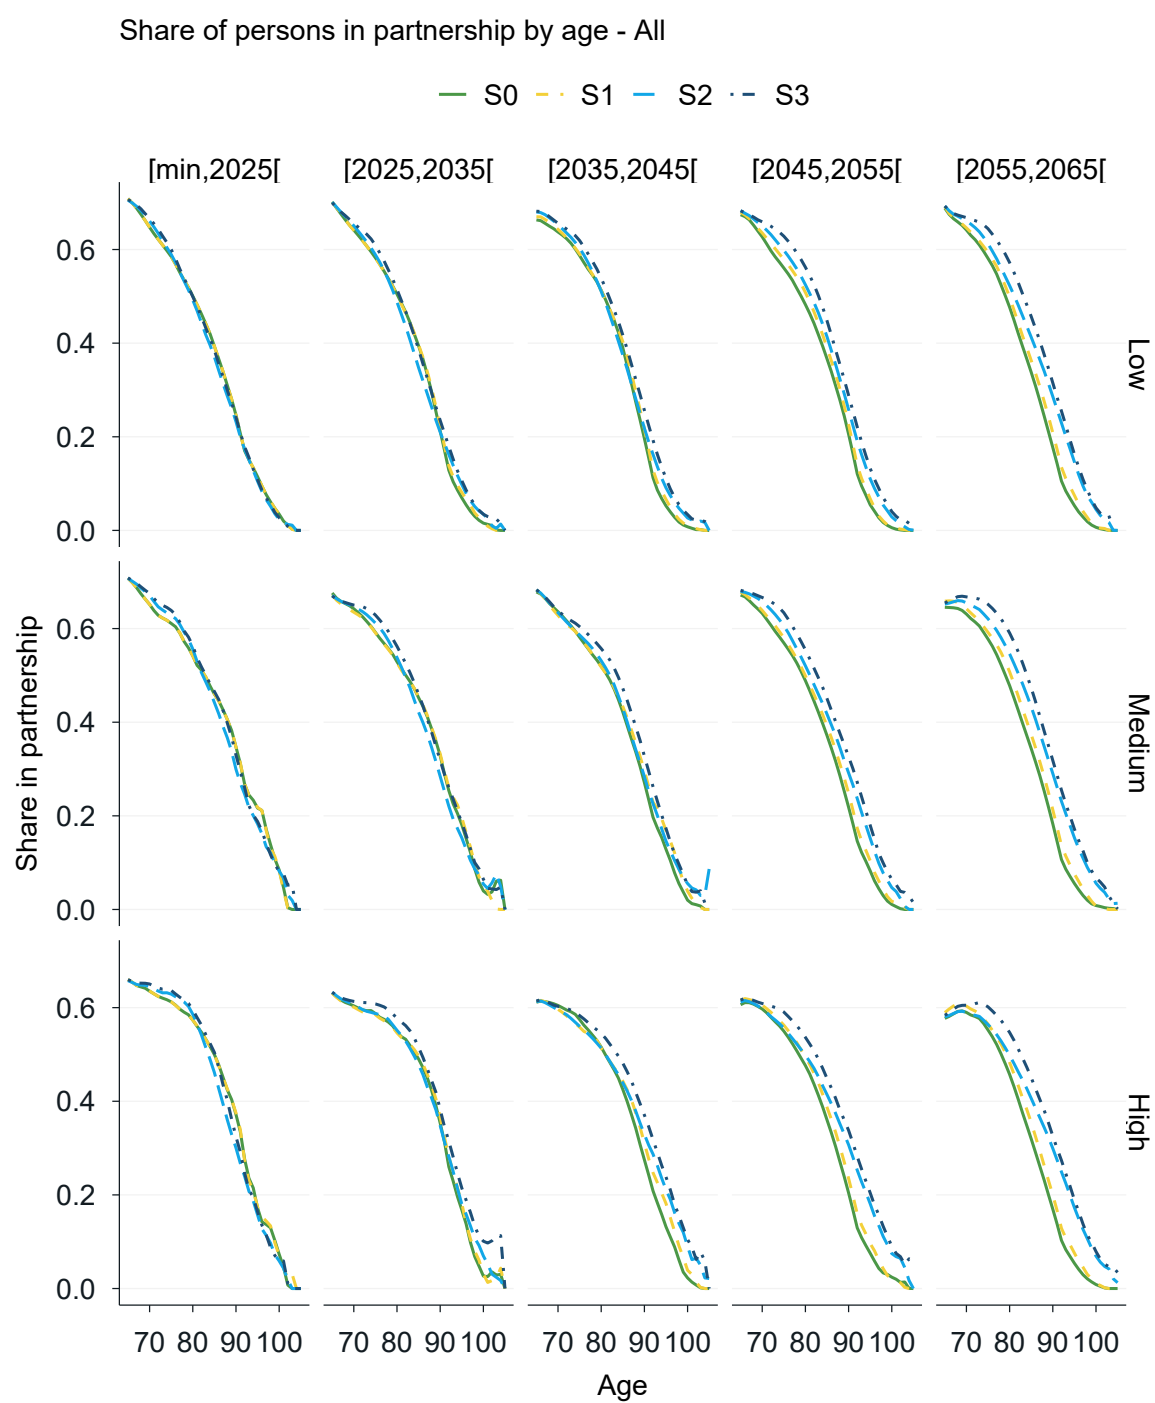 Share of persons in partnership by age - All
S0 S1 S2 S3
[min,2025[ [2025,2035[ [2035,2045[ [2045,2055[ [2055,2065[
0.6
0.4
0.2
0.0
Low
0.6
0.4
0.2
0.0
Medium
Share in partnership
0.6
0.4
0.2
0.0
High
70 80 90 100 70 80 90 100 70 80 90 100 70 80 90 100 70 80 90 100
Age